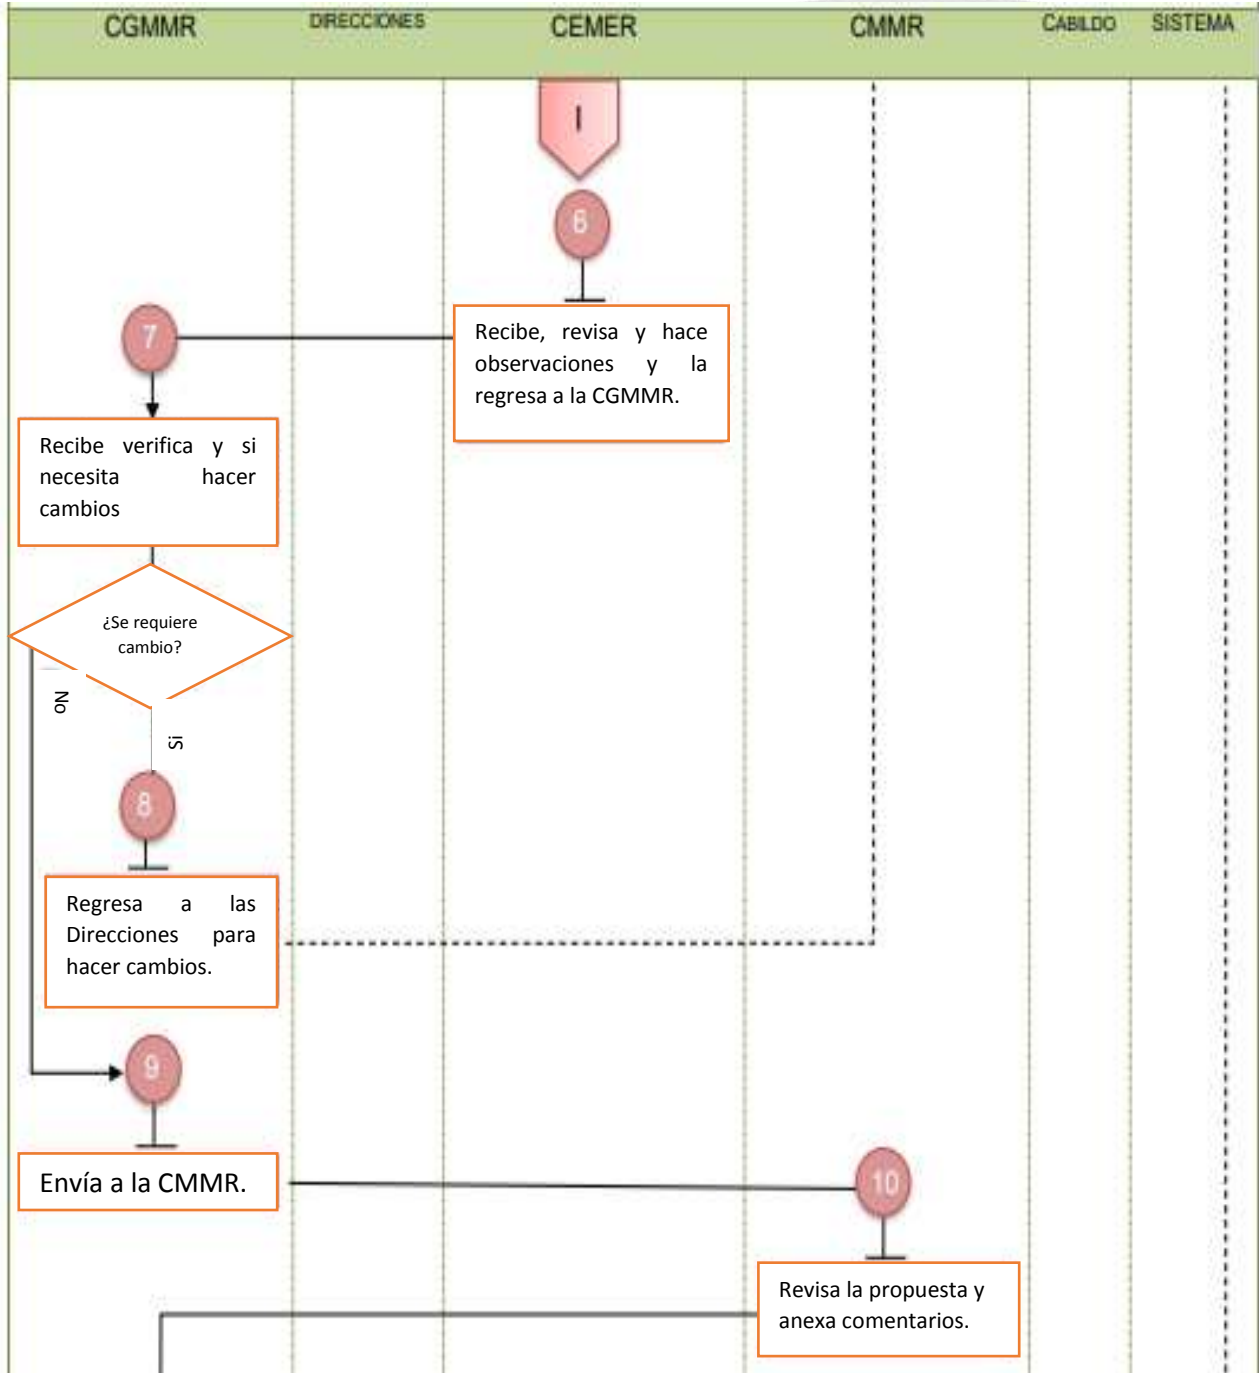 CGMMR DIRECCIONES CEMER CMMR CABILDO SISTEMA
I
6
Recibe, revisa y hace
observaciones y la
regresa a la CGMMR.
7
Recibe verifica y si
necesita hacer
cambios
¿Se requiere
cambio?
No
Si
8
Regresa a las
Direcciones para
hacer cambios.
9
Envía a la CMMR.
10
Revisa la propuesta y
anexa comentarios.